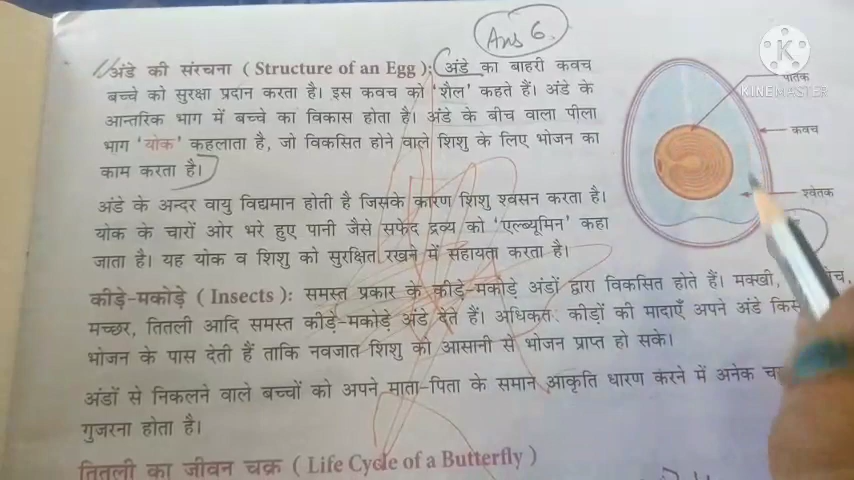 Ans 6
अंडे की संरचना ( Structure of an Egg ): अंडे का बाहरी कवच
बच्चे को सुरक्षा प्रदान करता है। इस कवच को 'शैल' कहते हैं। अंडे के
आन्तरिक भाग में बच्चे का विकास होता है। अंडे के बीच वाला पीला
भाग 'योक' कहलाता है, जो विकसित होने वाले शिशु के लिए भोजन का
काम करता है।
अंडे के अन्दर वायु विद्यमान होती है जिसके कारण शिशु श्वसन करता है।
योक के चारों ओर भरे हुए पानी जैसे सफेद द्रव्य को 'एल्ब्यूमिन' कहा
जाता है। यह योक व शिशु को सुरक्षित रखने में सहायता करता है।
पीतक
कवच
श्वेतक
KINEMASTER
कीड़े-मकोड़े ( Insects ): समस्त प्रकार के कीड़े-मकोड़े अंडों द्वारा विकसित होते हैं। मक्खी,
मच्छर, तितली आदि समस्त कीड़े-मकोड़े अंडे देते हैं। अधिकतः कीड़ों की मादाएँ अपने अंडे
भोजन के पास देती हैं ताकि नवजात शिशु को आसानी से भोजन प्राप्त हो सके।
अंडों से निकलने वाले बच्चों को अपने माता-पिता के समान आकृति धारण करने में अनेक
गुजरना होता है।
तितली का जीवन चक्र ( Life Cycle of a Butterfly )